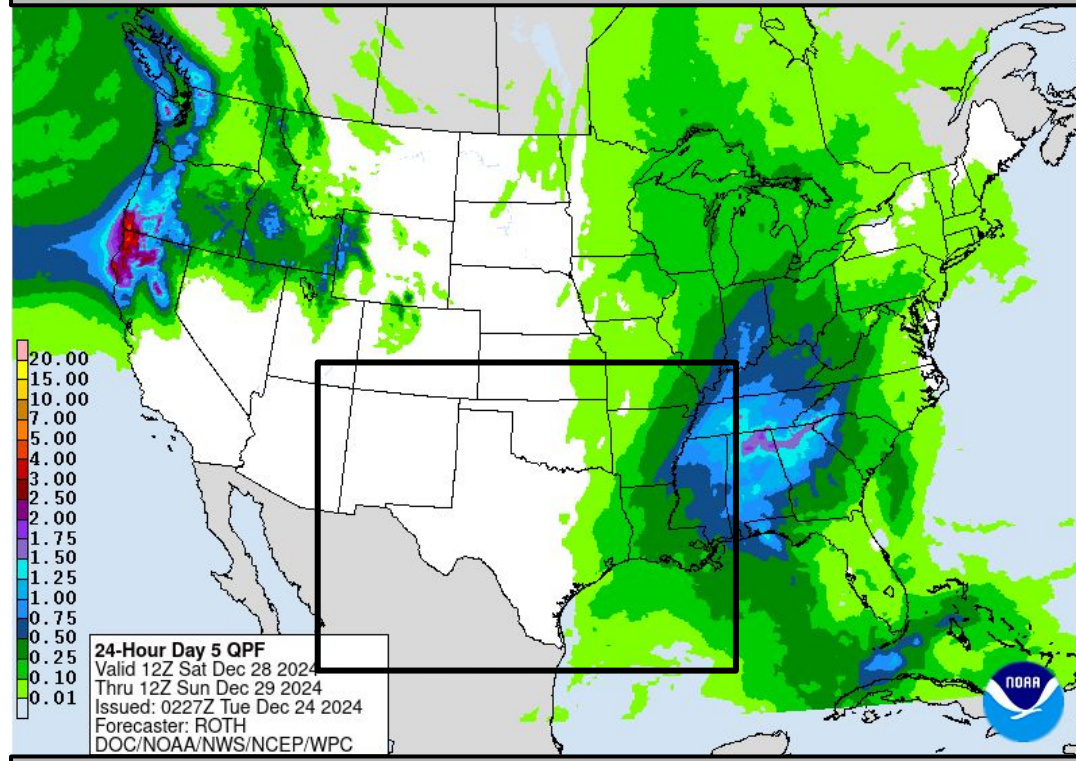 20.00
15.00
10.00
7.00
5.00
4.00
3.00
2.50
2.00
1.75
1.50
1.25
1.00
0.75
0.50
0.25
0.10
0.01
24-Hour Day 5 QPF
Valid 12Z Sat Dec 28 2024
Thru 12Z Sun Dec 29 2024
Issued: 0227Z Tue Dec 24 2024
Forecaster: ROTH
DOC/NOAA/NWS/NCEP/WPC
NOAA